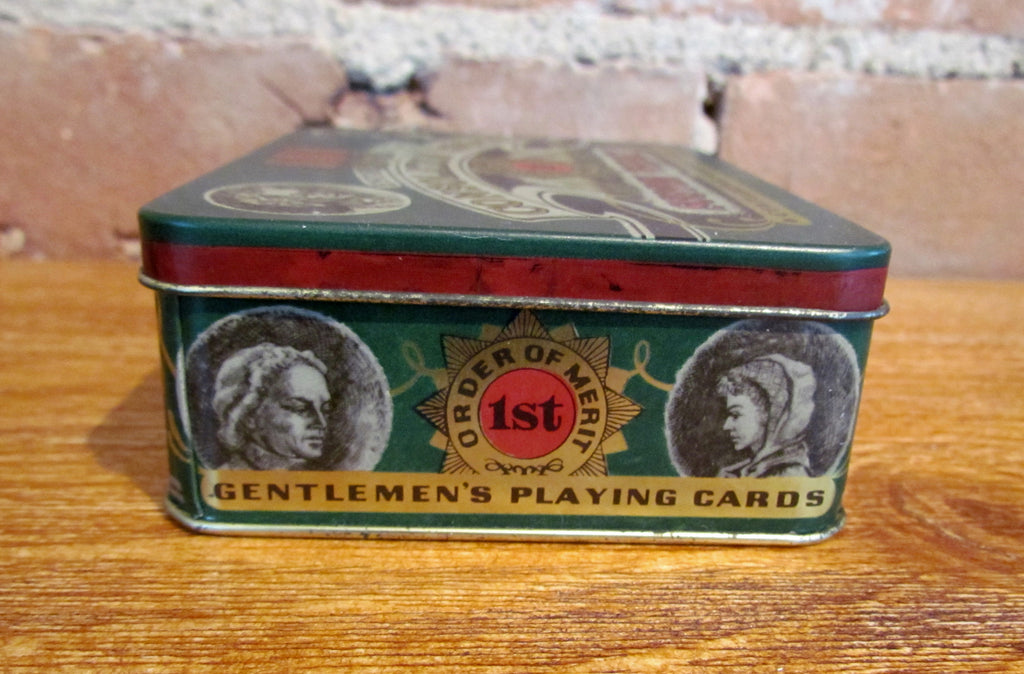 ORDER OF MERIT
1st
GENTLEMEN'S PLAYING CARDS